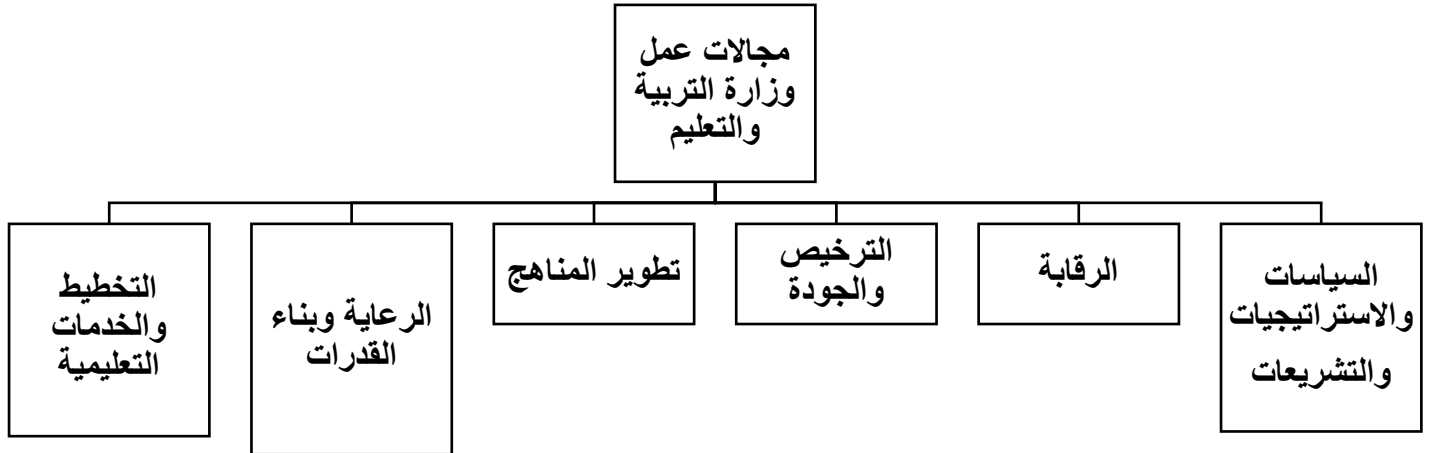 مجالات عمل
وزارة التربية
والتعليم
السياسات
والاستراتيجيات
والتشريعات
الرقابة
الترخيص
والجودة
تطوير المناهج
الرعاية وبناء
القدرات
التخطيط
والخدمات
التعليمية